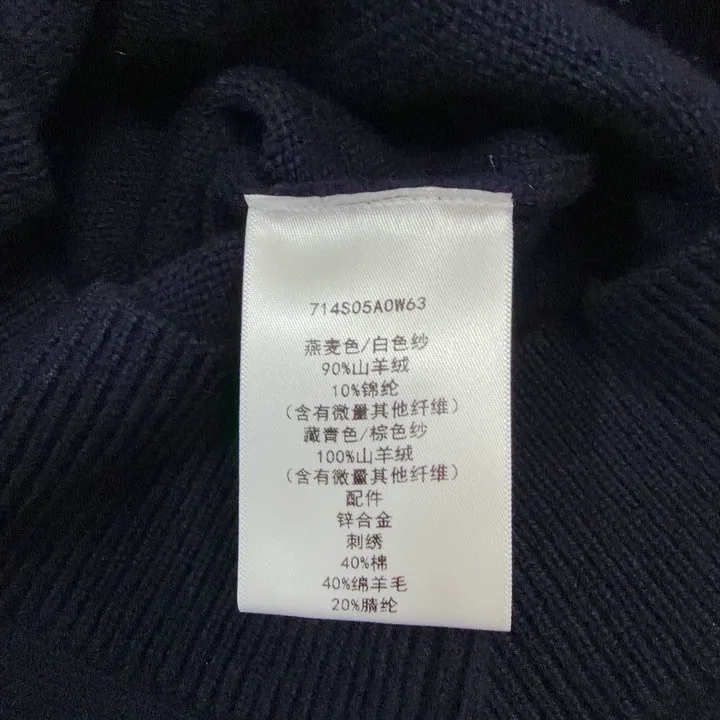 714S05A0W63
燕麦色/白色纱
90%山羊绒
10%锦纶
(含有微量其他纤维)
藏青色/棕色纱
100%山羊绒
(含有微量其他纤维)
配件
锌合金
刺绣
40%棉
40%绵羊毛
20%腈纶